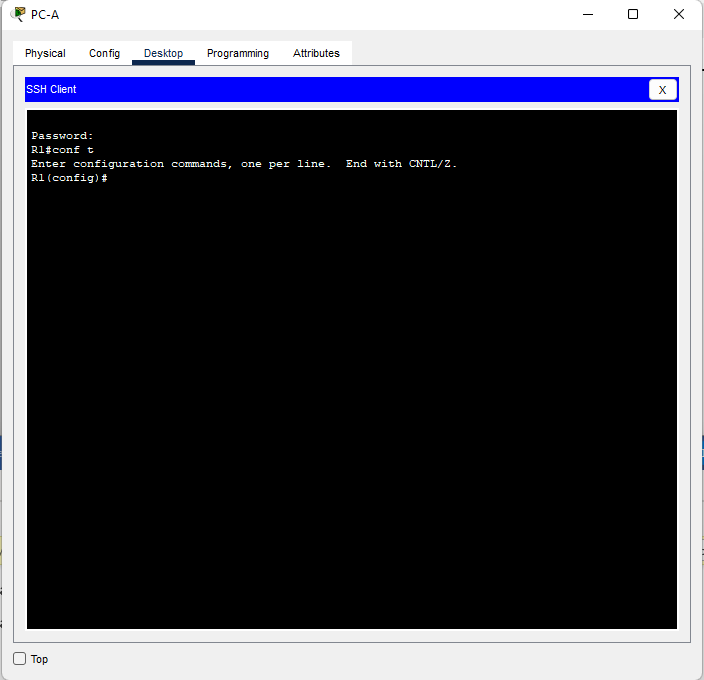 PC-A
Physical Config Desktop Programming Attributes
SSH Client X
Password:
R1#conf t
Enter configuration commands, one per line.  End with CNTL/Z.
R1(config)#
Top